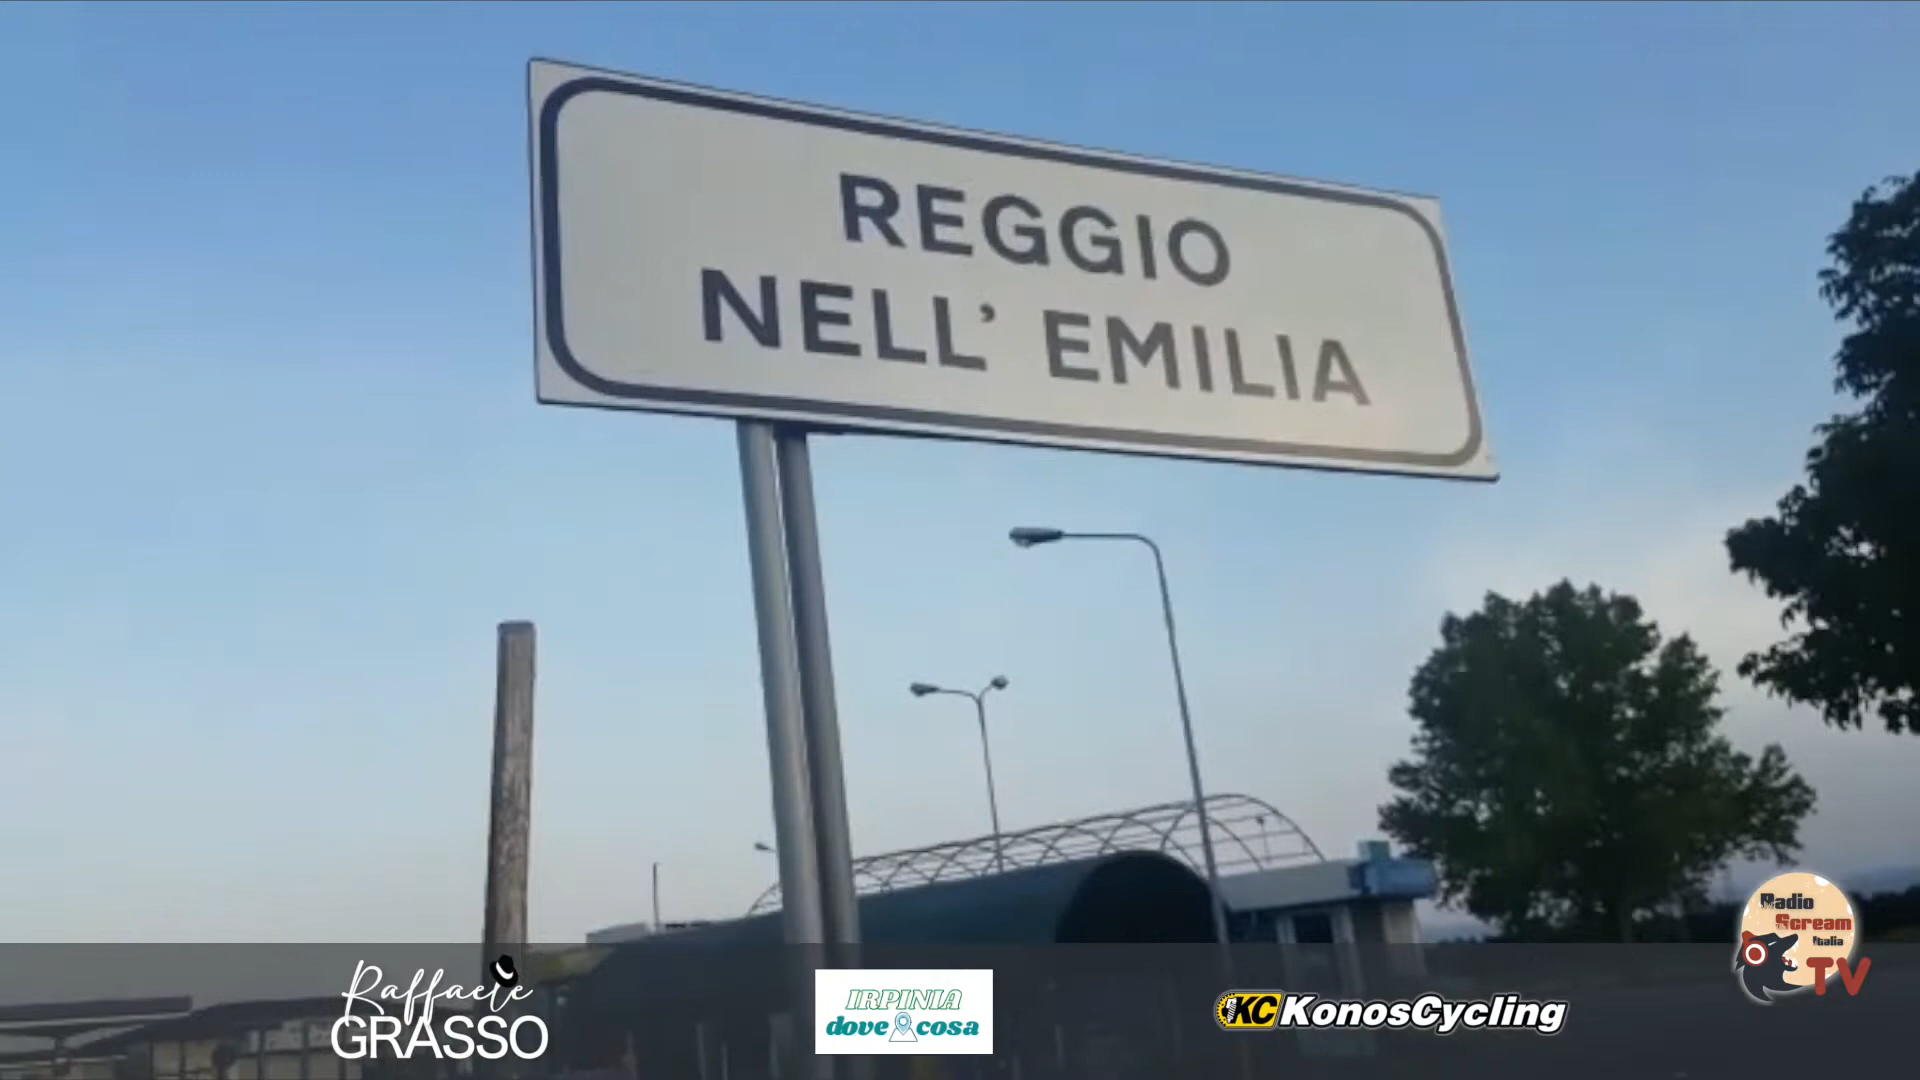 REGGIO
NELL' EMILIA
Raffaele
GRASSO
IRPINIA
dove cosa
KC KonosCycling
Radio
Scream
Italia
TV